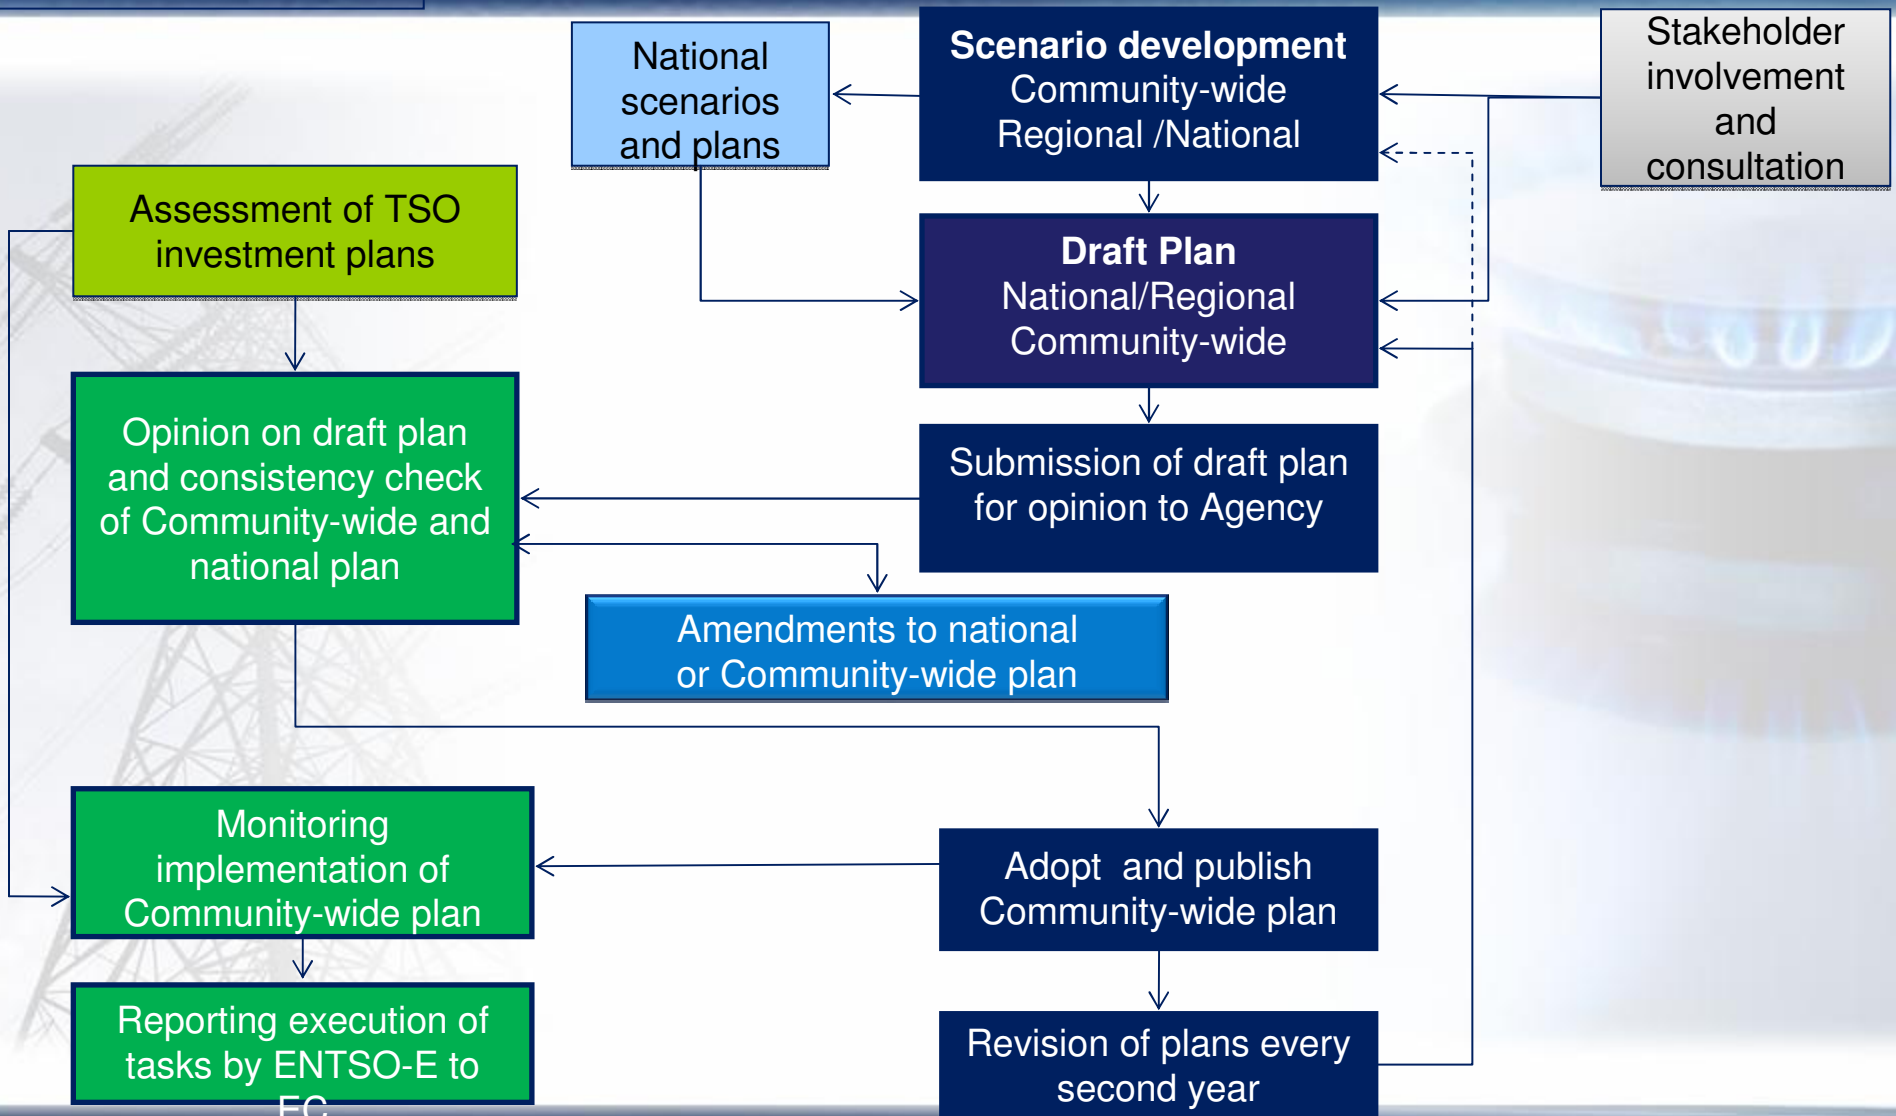 National
scenarios
and plans
Scenario development
Community-wide
Regional /National
Stakeholder
involvement
and
consultation
Assessment of TSO
investment plans
Draft Plan
National/Regional
Community-wide
Opinion on draft plan
and consistency check
of Community-wide and
national plan
Submission of draft plan
for opinion to Agency
Amendments to national
or Community-wide plan
Monitoring
implementation of
Community-wide plan
Adopt and publish
Community-wide plan
Reporting execution of
tasks by ENTSO-E to
EC
Revision of plans every
second year